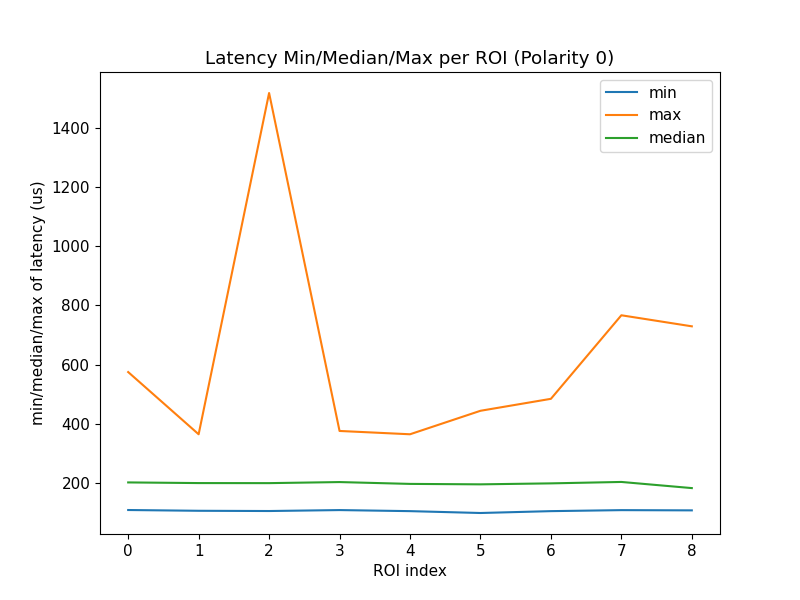 Latency Min/Median/Max per ROI (Polarity 0)
min
max
median
min/median/max of latency (us)
1400
1200
1000
800
600
400
200
0 1 2 3 4 5 6 7 8
ROI index